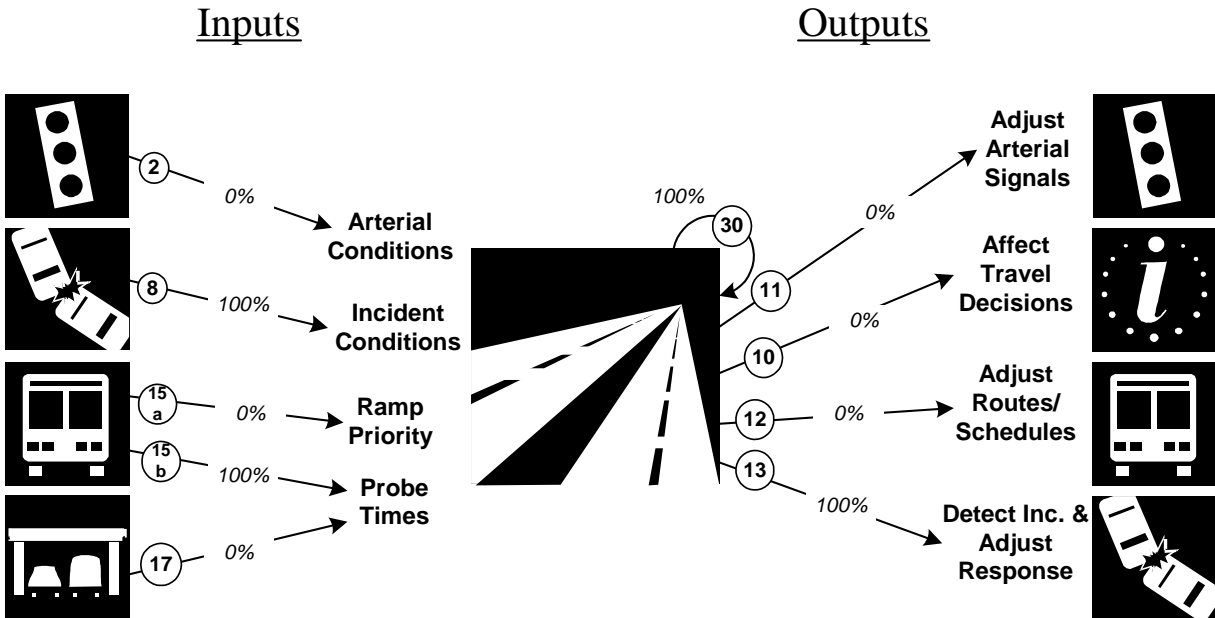 Inputs
Outputs
2
0%
Arterial
Conditions
8
100%
Incident
Conditions
15
a
0%
Ramp
Priority
15
b
100%
Probe
Times
17
0%
100%
30
11
0%
Adjust
Arterial
Signals
10
0%
Affect
Travel
Decisions
i
12
0%
Adjust
Routes/
Schedules
13
100%
Detect Inc. &
Adjust
Response